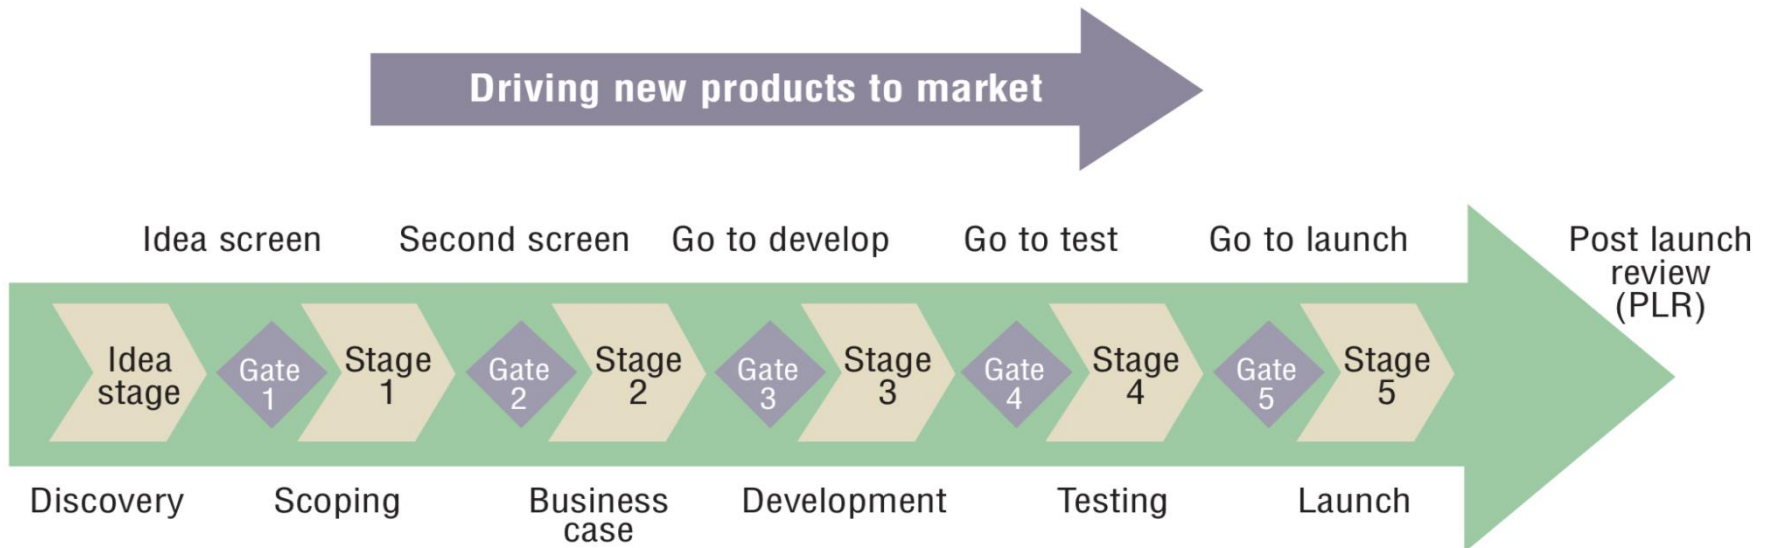 Driving new products to market
Idea screen
Second screen
Go to develop
Go to test
Go to launch
Post launch
review
(PLR)
Idea
stage
Gate
1
Stage
1
Gate
2
Stage
2
Gate
3
Stage
3
Gate
4
Stage
4
Gate
5
Stage
5
Discovery
Scoping
Business
case
Development
Testing
Launch